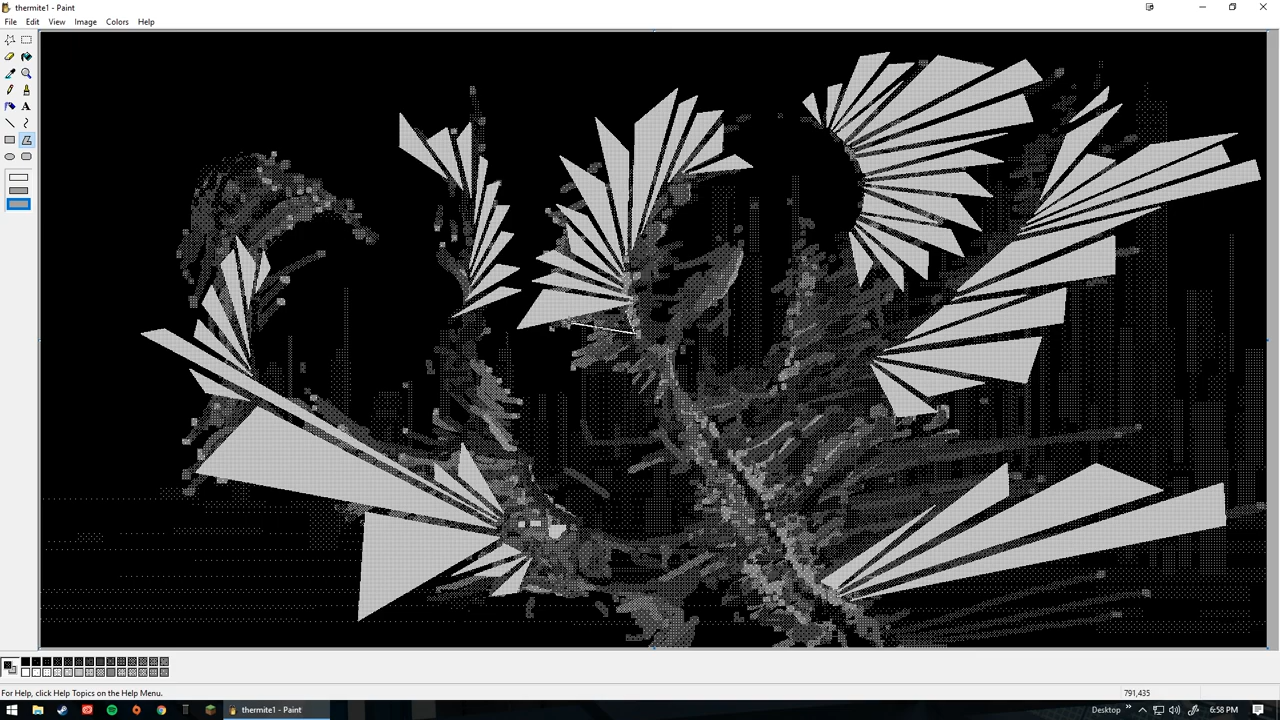 thermite1 - Paint
File Edit View Image Colors Help
A
For Help, click Help Topics on the Help Menu.
791,435
thermite1 - Paint
Desktop
6:58 PM